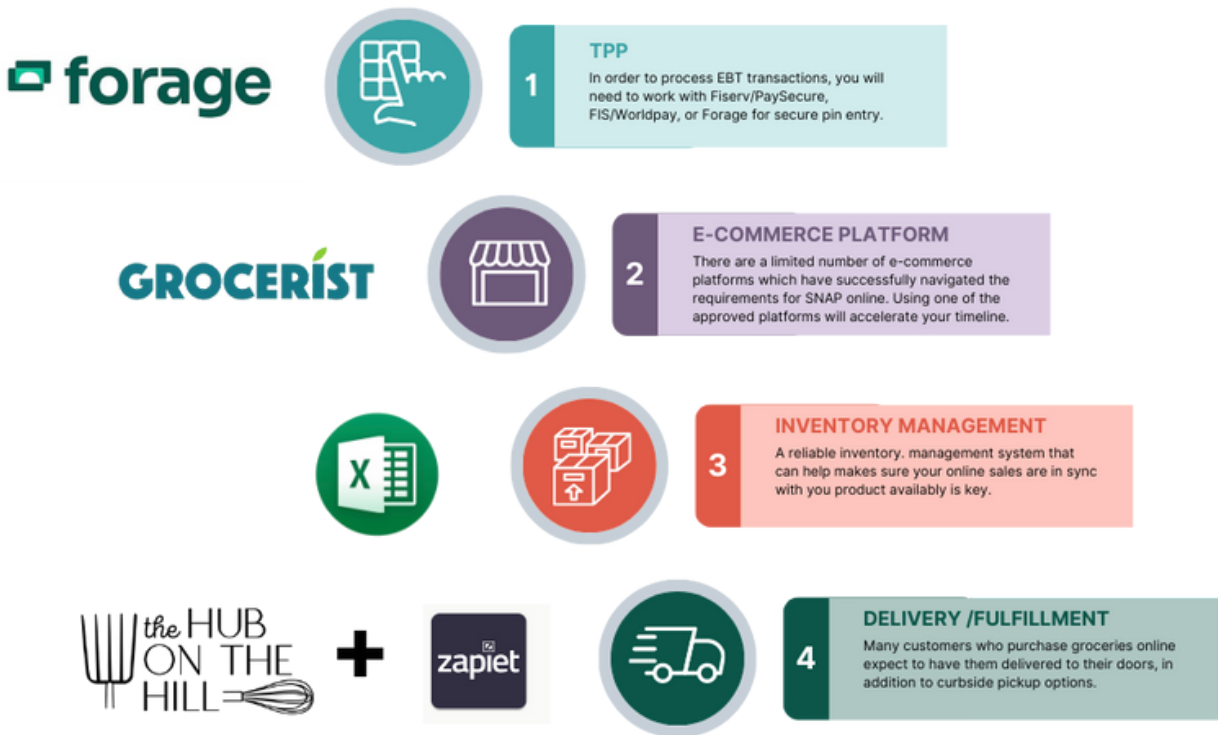 forage
1
TPP
In order to process EBT transactions, you will
need to work with Fiserv/PaySecure,
FIS/Worldpay, or Forage for secure pin entry.
GROCERIST
2
E-COMMERCE PLATFORM
There are a limited number of e-commerce
platforms which have successfully navigated the
requirements for SNAP online. Using one of the
approved platforms will accelerate your timeline.
X
3
INVENTORY MANAGEMENT
A reliable inventory. management system that
can help makes sure your online sales are in sync
with you product availably is key.
the HUB
ON THE
HILL
+
zapiet
4
DELIVERY /FULFILLMENT
Many customers who purchase groceries online
expect to have them delivered to their doors, in
addition to curbside pickup options.